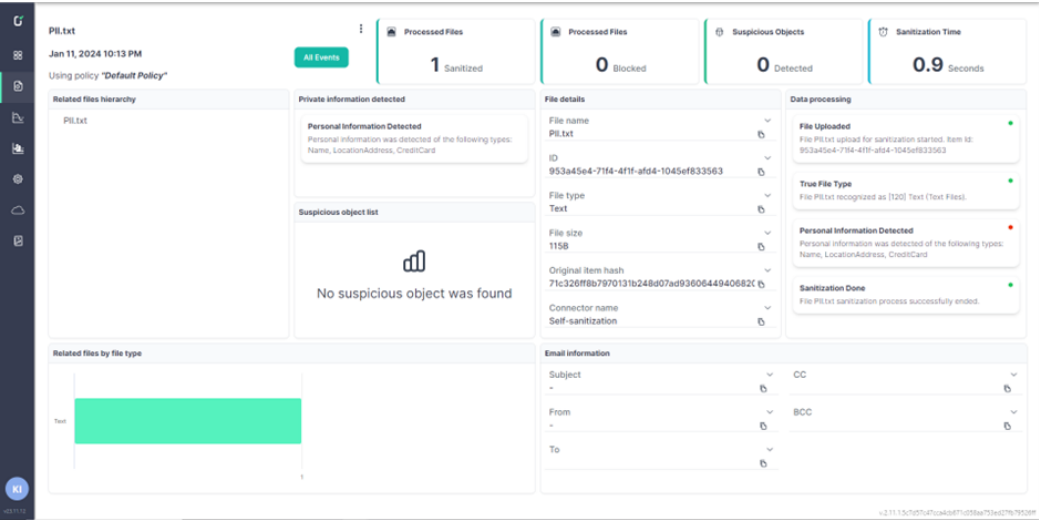 PII.txt
Jan 11, 2024 10:13 PM
Using policy "Default Policy"
All Events
Processed Files
1 Sanitized
Processed Files
0 Blocked
Suspicious Objects
0 Detected
Sanitization Time
0.9 Seconds
Related files hierarchy
PII.txt
Private information detected
Personal Information Detected
Personal information was detected of the following types:
Name, LocationAddress, CreditCard
Suspicious object list
No suspicious object was found
File details
File name
PII.txt
ID
953a45e4-71f4-4f1f-afd4-1045ef833563
File type
Text
File size
115B
Original item hash
71c326ff8b7970131b248d07ad9360644940682(
Connector name
Self-sanitization
Data processing
File Uploaded
File PII.txt upload for sanitization started. Item Id:
953a45e4-71f4-4f1f-afd4-1045ef833563
True File Type
File PII.txt recognized as [120] Text (Text Files).
Personal Information Detected
Personal information was detected of the following types:
Name, LocationAddress, CreditCard
Sanitization Done
File PII.txt sanitization process successfully ended.
Related files by file type
Text
1
Email information
Subject
-
From
-
To
CC
BCC
KI